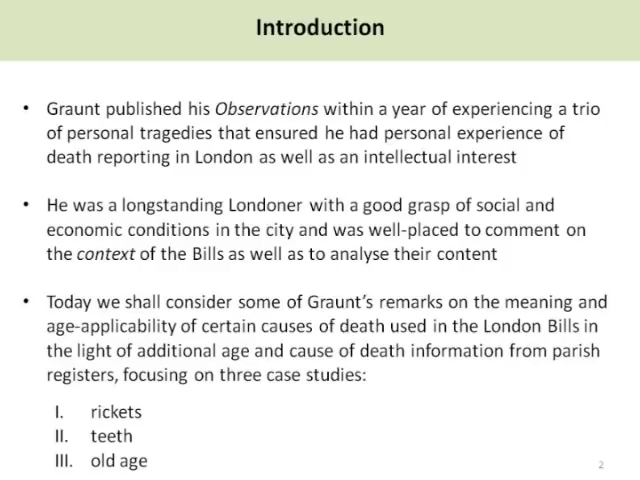 Introduction
• Graunt published his Observations within a year of experiencing a trio
of personal tragedies that ensured he had personal experience of
death reporting in London as well as an intellectual interest
• He was a longstanding Londoner with a good grasp of social and
economic conditions in the city and was well-placed to comment on
the context of the Bills as well as to analyse their content
• Today we shall consider some of Graunt's remarks on the meaning and
age-applicability of certain causes of death used in the London Bills in
the light of additional age and cause of death information from parish
registers, focusing on three case studies:
I. rickets
II. teeth
III. old age
2